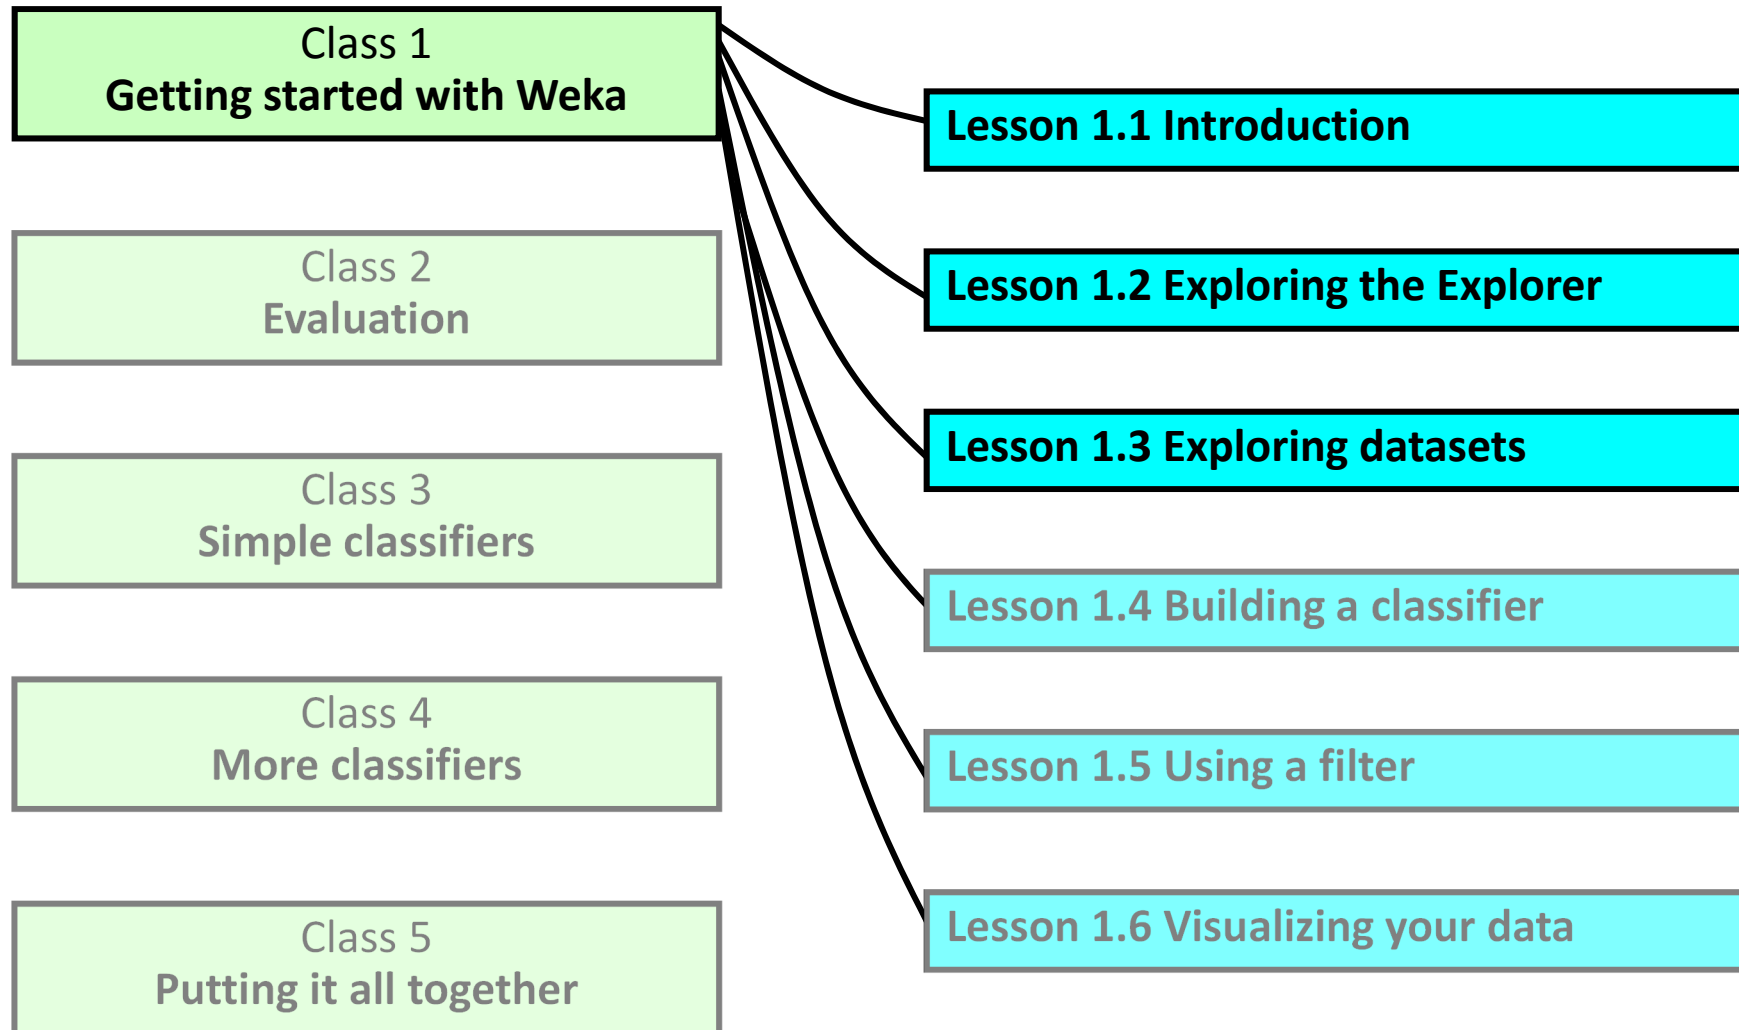 Class 1
Getting started with Weka
Class 2
Evaluation
Class 3
Simple classifiers
Class 4
More classifiers
Class 5
Putting it all together
Lesson 1.1 Introduction
Lesson 1.2 Exploring the Explorer
Lesson 1.3 Exploring datasets
Lesson 1.4 Building a classifier
Lesson 1.5 Using a filter
Lesson 1.6 Visualizing your data